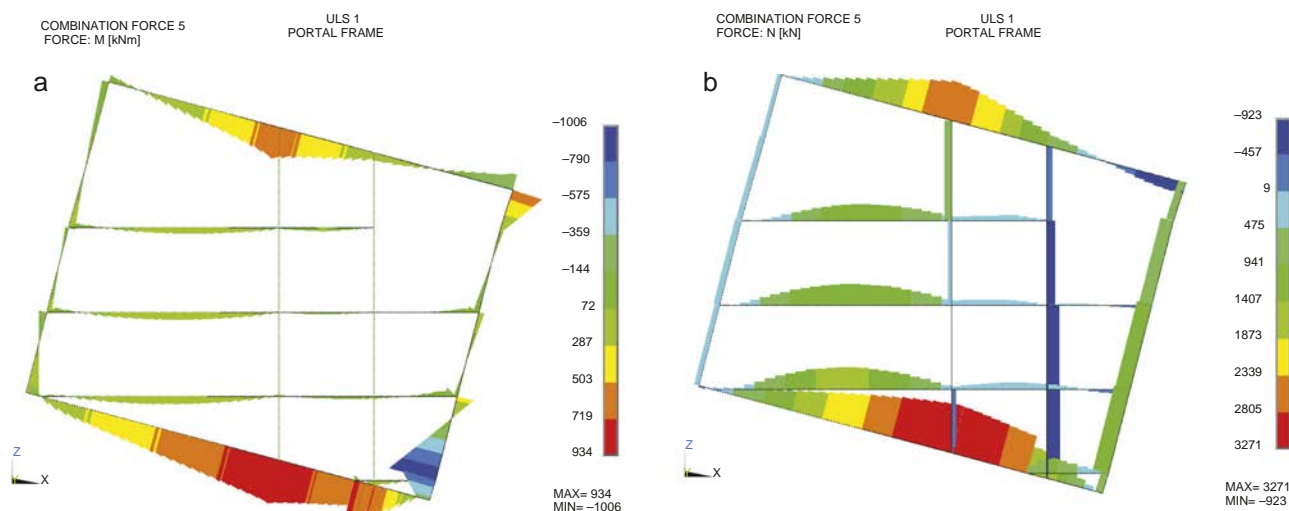 COMBINATION FORCE 5
FORCE: M [kNm]
ULS 1
PORTAL FRAME
a
–1006
–790
–575
–359
–144
72
287
503
719
934
Z
X
MAX= 934
MIN= –1006
COMBINATION FORCE 5
FORCE: N [kN]
ULS 1
PORTAL FRAME
b
–923
–457
9
475
941
1407
1873
2339
2805
3271
Z
X
MAX= 3271
MIN= –923